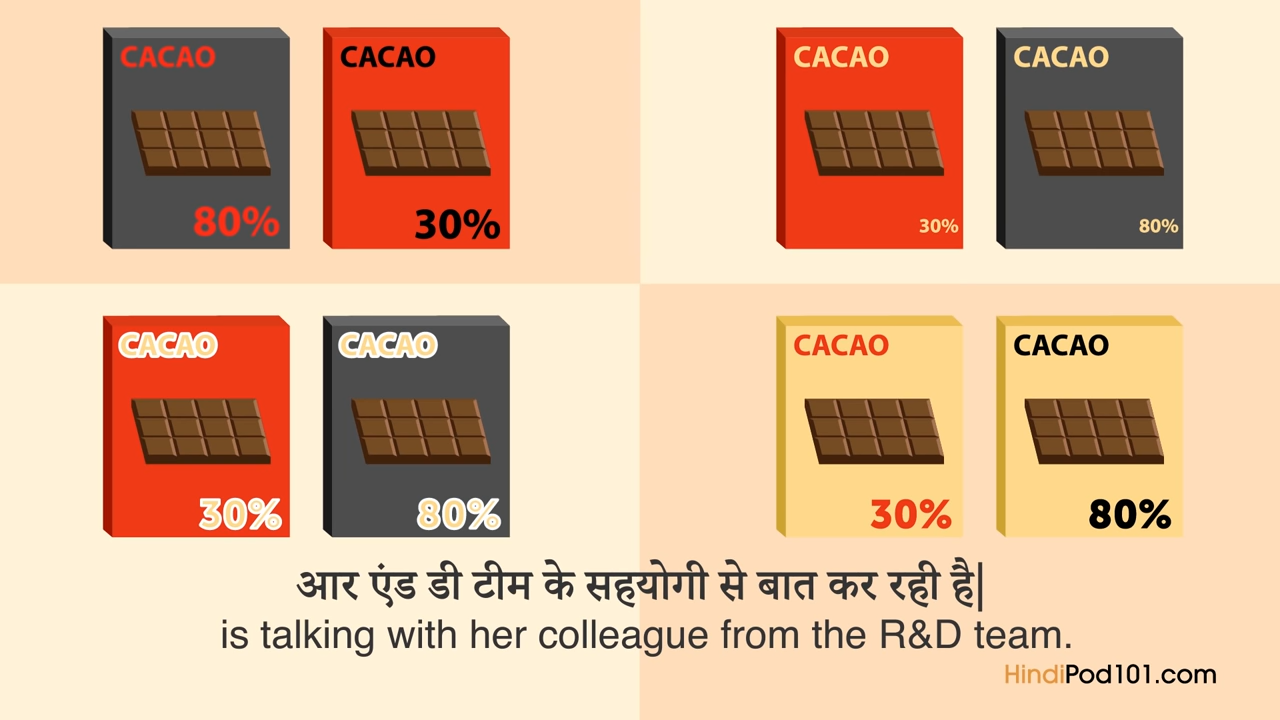 CACAO
80%
CACAO
30%
CACAO
30%
CACAO
80%
CACAO
30%
CACAO
80%
CACAO
30%
CACAO
80%
आर एंड डी टीम के सहयोगी से बात कर रही है|
is talking with her colleague from the R&D team.
HindiPod101.com